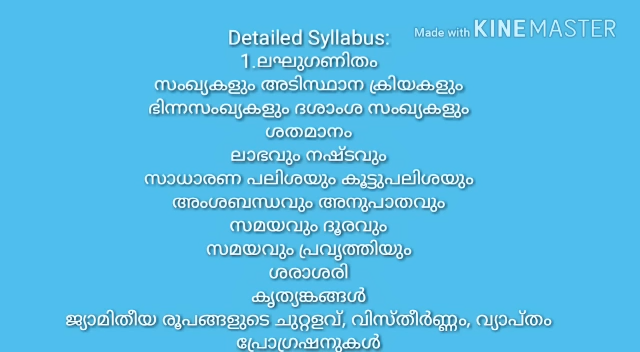 Made with KINEMASTER
Detailed Syllabus:
1.ലഘുഗണിതം
സംഖ്യകളും അടിസ്ഥാന ക്രിയകളും
ഭിന്നസംഖ്യകളും ദശാംശ സംഖ്യകളും
ശതമാനം
ലാഭവും നഷ്ടവും
സാധാരണ പലിശയും കൂട്ടുപലിശയും
അംശബന്ധവും അനുപാതവും
സമയവും ദൂരവും
സമയവും പ്രവൃത്തിയും
ശരാശരി
കൃത്യങ്കങ്ങൾ
ജ്യാമിതീയ രൂപങ്ങളുടെ ചുറ്റളവ്, വിസ്തീർണ്ണം, വ്യാപ്തം
പ്രോഗ്രഷനുകൾ